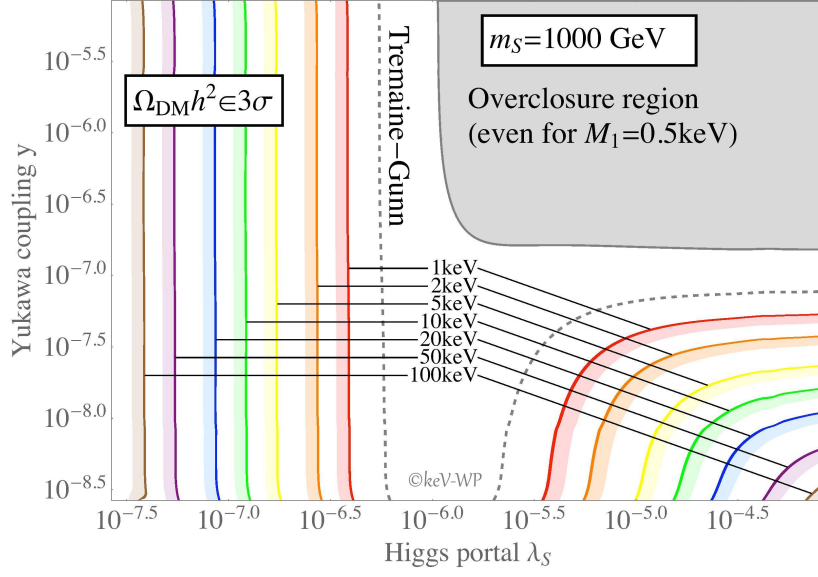 m_S=1000 GeV
Ω_DM h²∈3σ
Overclosure region
(even for M₁=0.5keV)
Tremaine−Gunn
Yukawa coupling y
10^-5.5
10^-6.0
10^-6.5
10^-7.0
10^-7.5
10^-8.0
10^-8.5
1keV
2keV
5keV
10keV
20keV
50keV
100keV
©keV-WP
10^-7.5
10^-7.0
10^-6.5
10^-6.0
10^-5.5
10^-5.0
10^-4.5
Higgs portal λ_S